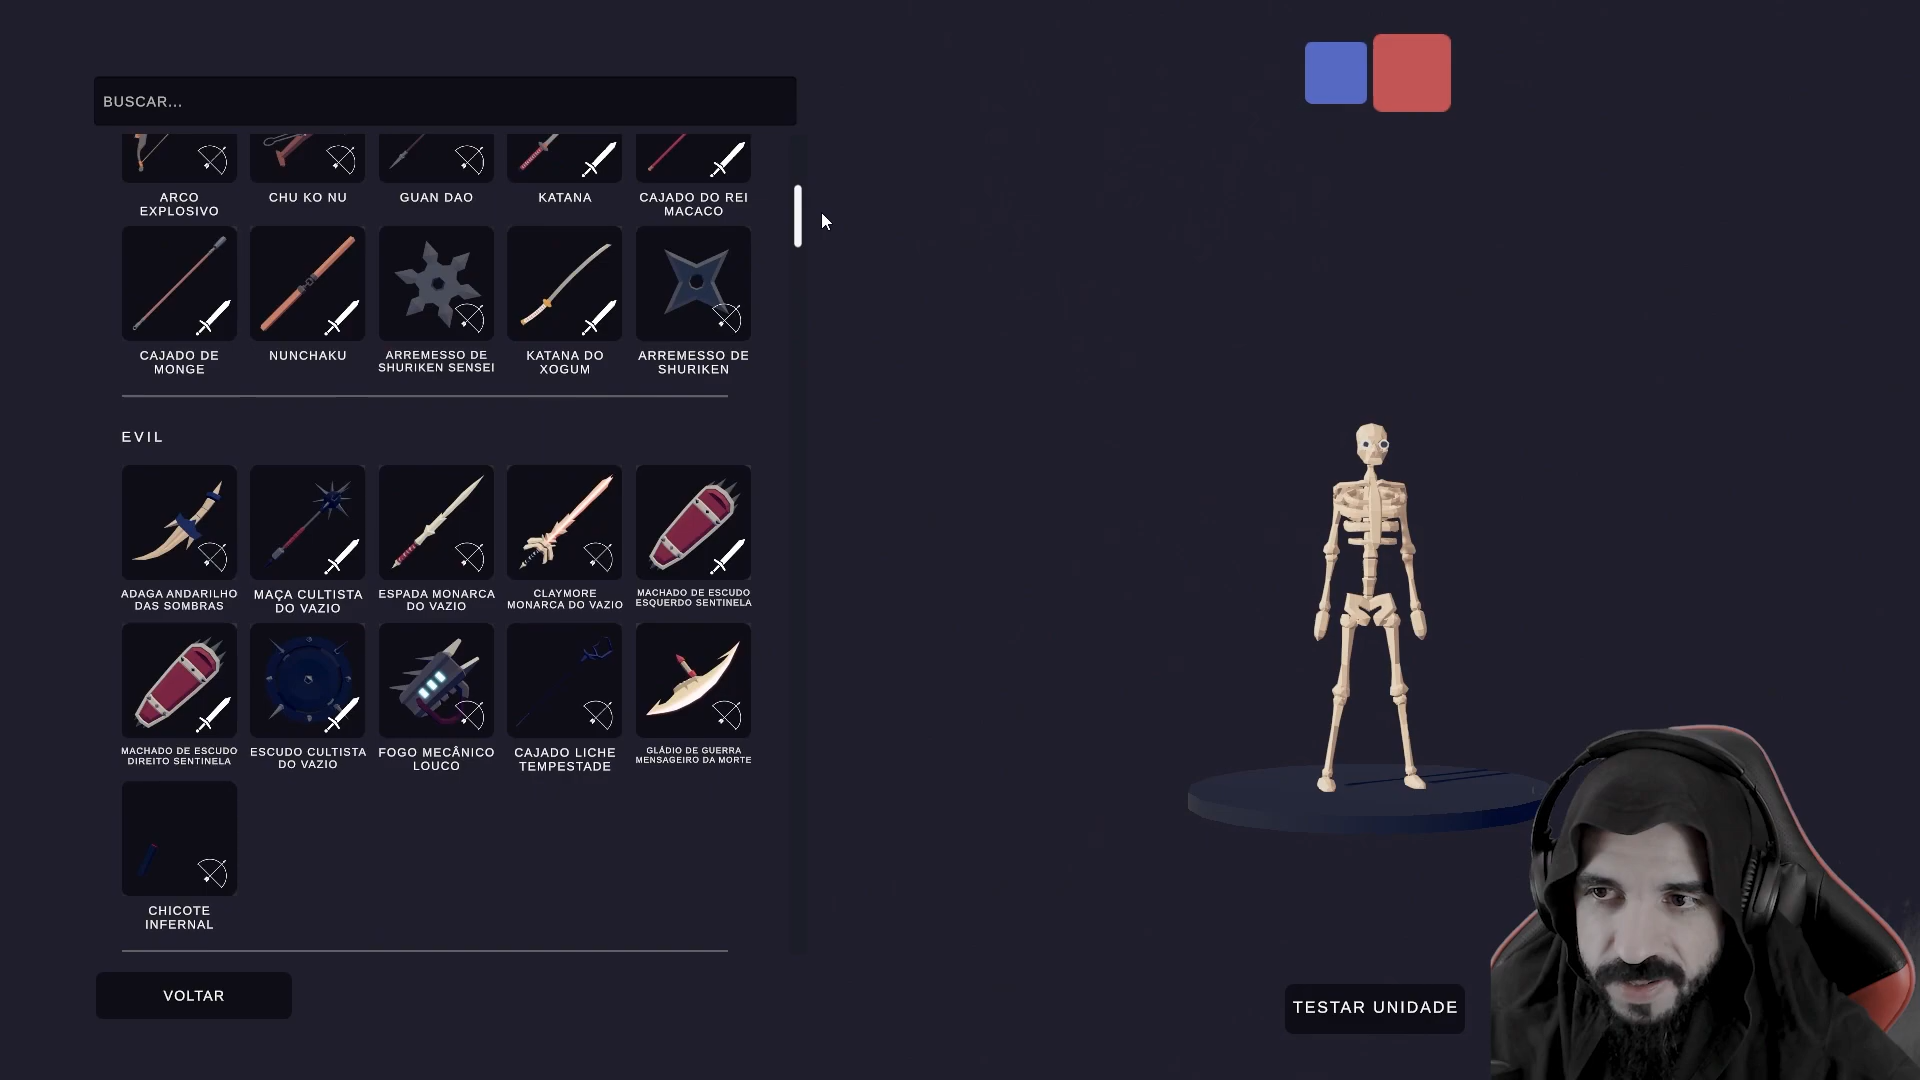 BUSCAR...
ARCO
EXPLOSIVO
CHU KO NU
GUAN DAO
KATANA
CAJADO DO REI
MACACO
CAJADO DE
MONGE
NUNCHAKU
ARREMESSO DE
SHURIKEN SENSEI
KATANA DO
XOGUM
ARREMESSO DE
SHURIKEN
EVIL
ADAGA ANDARILHO
DAS SOMBRAS
MAÇA CULTISTA
DO VAZIO
ESPADA MONARCA
DO VAZIO
CLAYMORE
MONARCA DO VAZIO
MACHADO DE ESCUDO
ESQUERDO SENTINELA
MACHADO DE ESCUDO
DIREITO SENTINELA
ESCUDO CULTISTA
DO VAZIO
FOGO MECÂNICO
LOUCO
CAJADO LICHE
TEMPESTADE
GLÁDIO DE GUERRA
MENSAGEIRO DA MORTE
CHICOTE
INFERNAL
VOLTAR
TESTAR UNIDADE